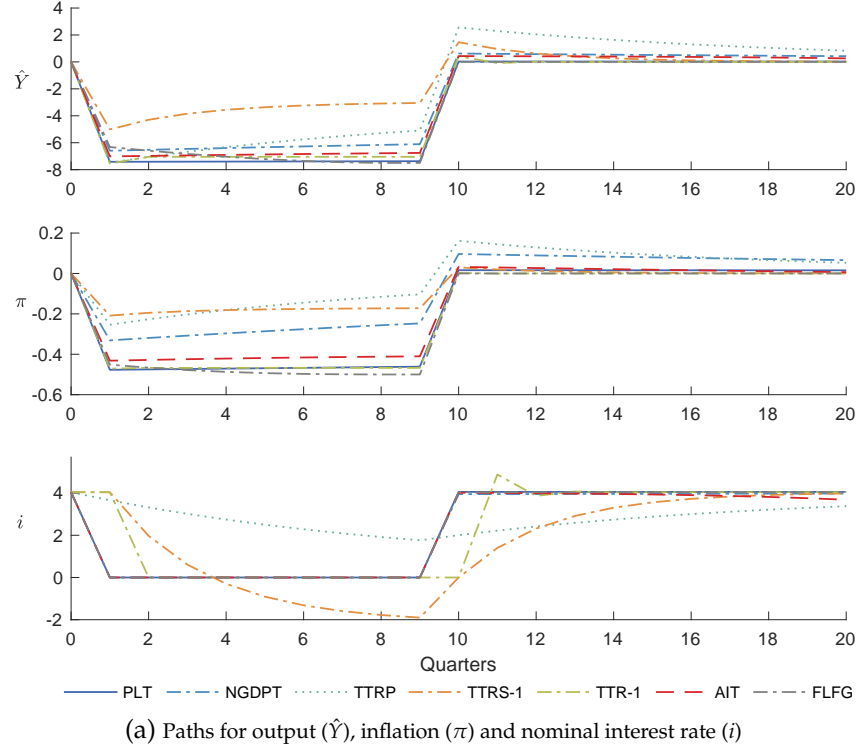 4
2
0
-2
-4
-6
-8
Ŷ
0 2 4 6 8 10 12 14 16 18 20
0.2
0
-0.2
-0.4
-0.6
π
0 2 4 6 8 10 12 14 16 18 20
4
2
0
-2
i
0 2 4 6 8 10 12 14 16 18 20
Quarters
PLT NGDPT TTRP TTRS-1 TTR-1 AIT FLFG
(a) Paths for output (Ŷ), inflation (π) and nominal interest rate (i)